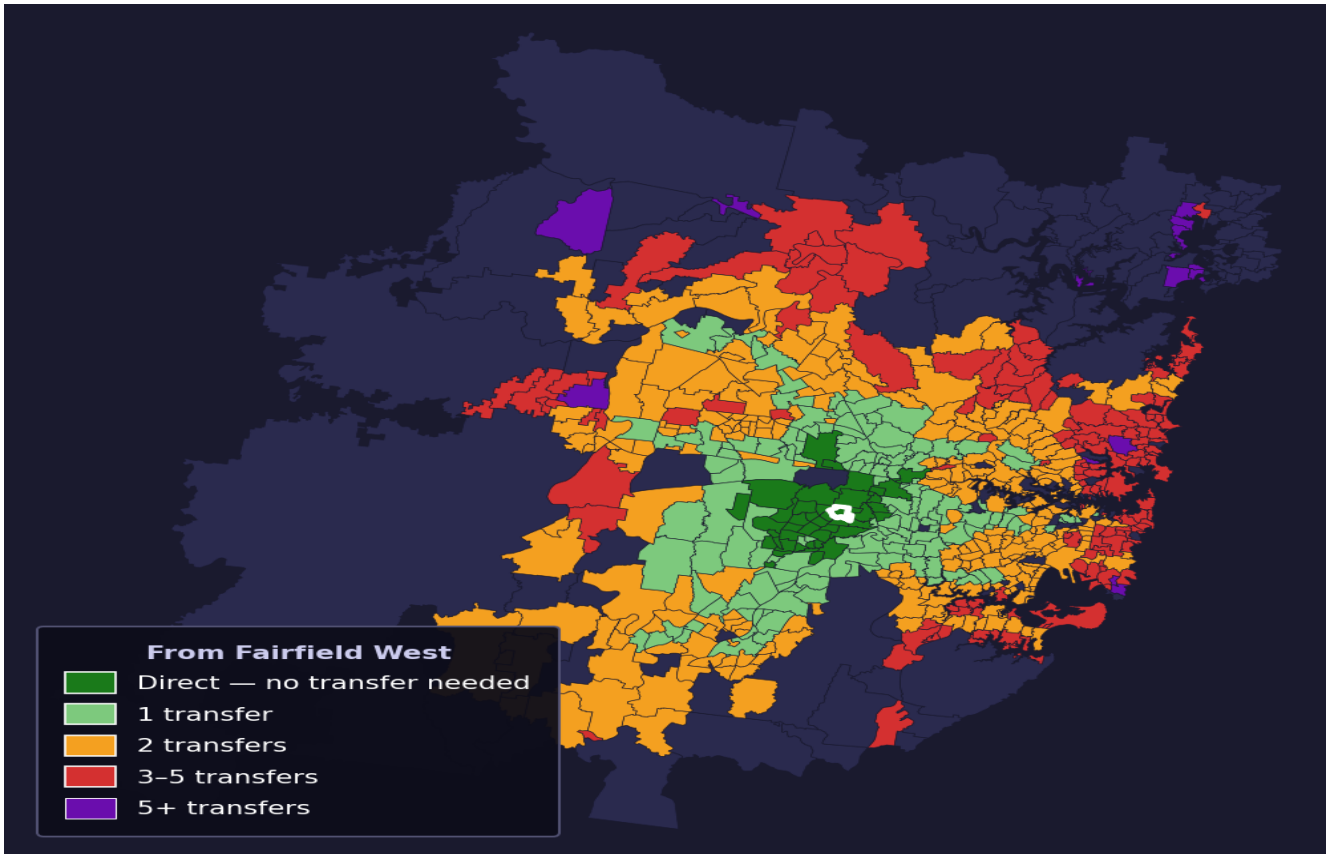 From Fairfield West
Direct — no transfer needed
1 transfer
2 transfers
3–5 transfers
5+ transfers